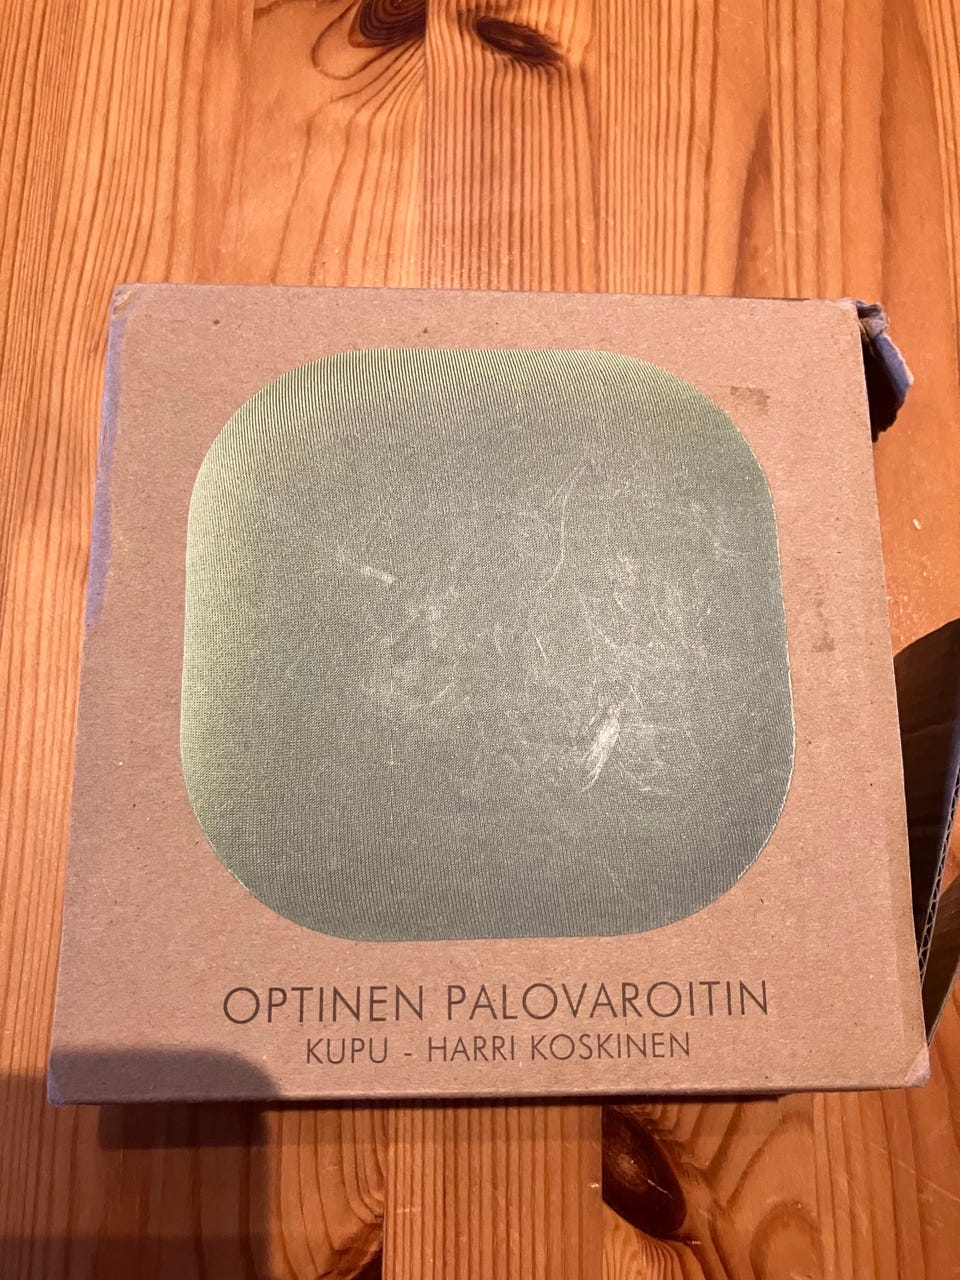 OPTINEN PALOVAROITIN
KUPU - HARRI KOSKINEN